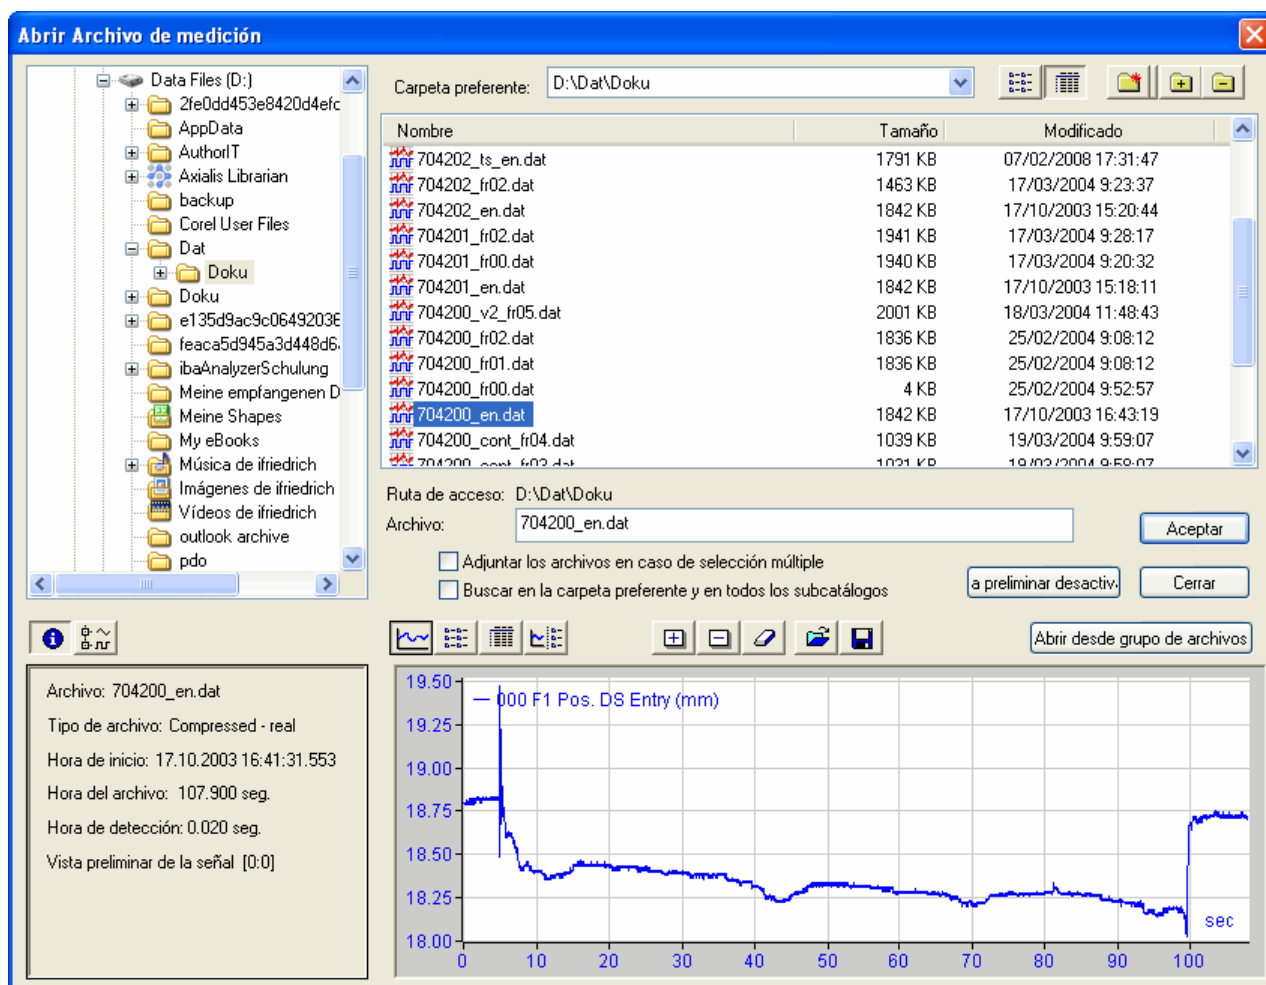 Abrir Archivo de medición
Data Files (D:)
2fe0dd453e8420d4efc
AppData
AuthorIT
Axialis Librarian
backup
Corel User Files
Dat
Doku
Doku
e135d9ac9c06492036
feaca5d945a3d448d6
ibaAnalyzerSchulung
Meine empfangenen D
Meine Shapes
My eBooks
Música de ifriedrich
Imágenes de ifriedrich
Vídeos de ifriedrich
outlook archive
pdo
Carpeta preferente: D:\Dat\Doku
Nombre Tamaño Modificado
704202_ts_en.dat 1791 KB 07/02/2008 17:31:47
704202_fr02.dat 1463 KB 17/03/2004 9:23:37
704202_en.dat 1842 KB 17/10/2003 15:20:44
704201_fr02.dat 1941 KB 17/03/2004 9:28:17
704201_fr00.dat 1940 KB 17/03/2004 9:20:32
704201_en.dat 1842 KB 17/10/2003 15:18:11
704200_v2_fr05.dat 2001 KB 18/03/2004 11:48:43
704200_fr02.dat 1836 KB 25/02/2004 9:08:12
704200_fr01.dat 1836 KB 25/02/2004 9:08:12
704200_fr00.dat 4 KB 25/02/2004 9:52:57
704200_en.dat 1842 KB 17/10/2003 16:43:19
704200_cont_fr04.dat 1039 KB 19/03/2004 9:59:07
704200_cont_fr03.dat 1031 KB 19/03/2004 9:58:07
Ruta de acceso: D:\Dat\Doku
Archivo: 704200_en.dat
Aceptar
Adjuntar los archivos en caso de selección múltiple
Buscar en la carpeta preferente y en todos los subcatálogos
a preliminar desactiv
Cerrar
Abrir desde grupo de archivos
Archivo: 704200_en.dat
Tipo de archivo: Compressed - real
Hora de inicio: 17.10.2003 16:41:31.553
Hora del archivo: 107.900 seg.
Hora de detección: 0.020 seg.
Vista preliminar de la señal [0:0]
000 F1 Pos. DS Entry (mm)
19.50
19.25
19.00
18.75
18.50
18.25
18.00
sec
0 10 20 30 40 50 60 70 80 90 100